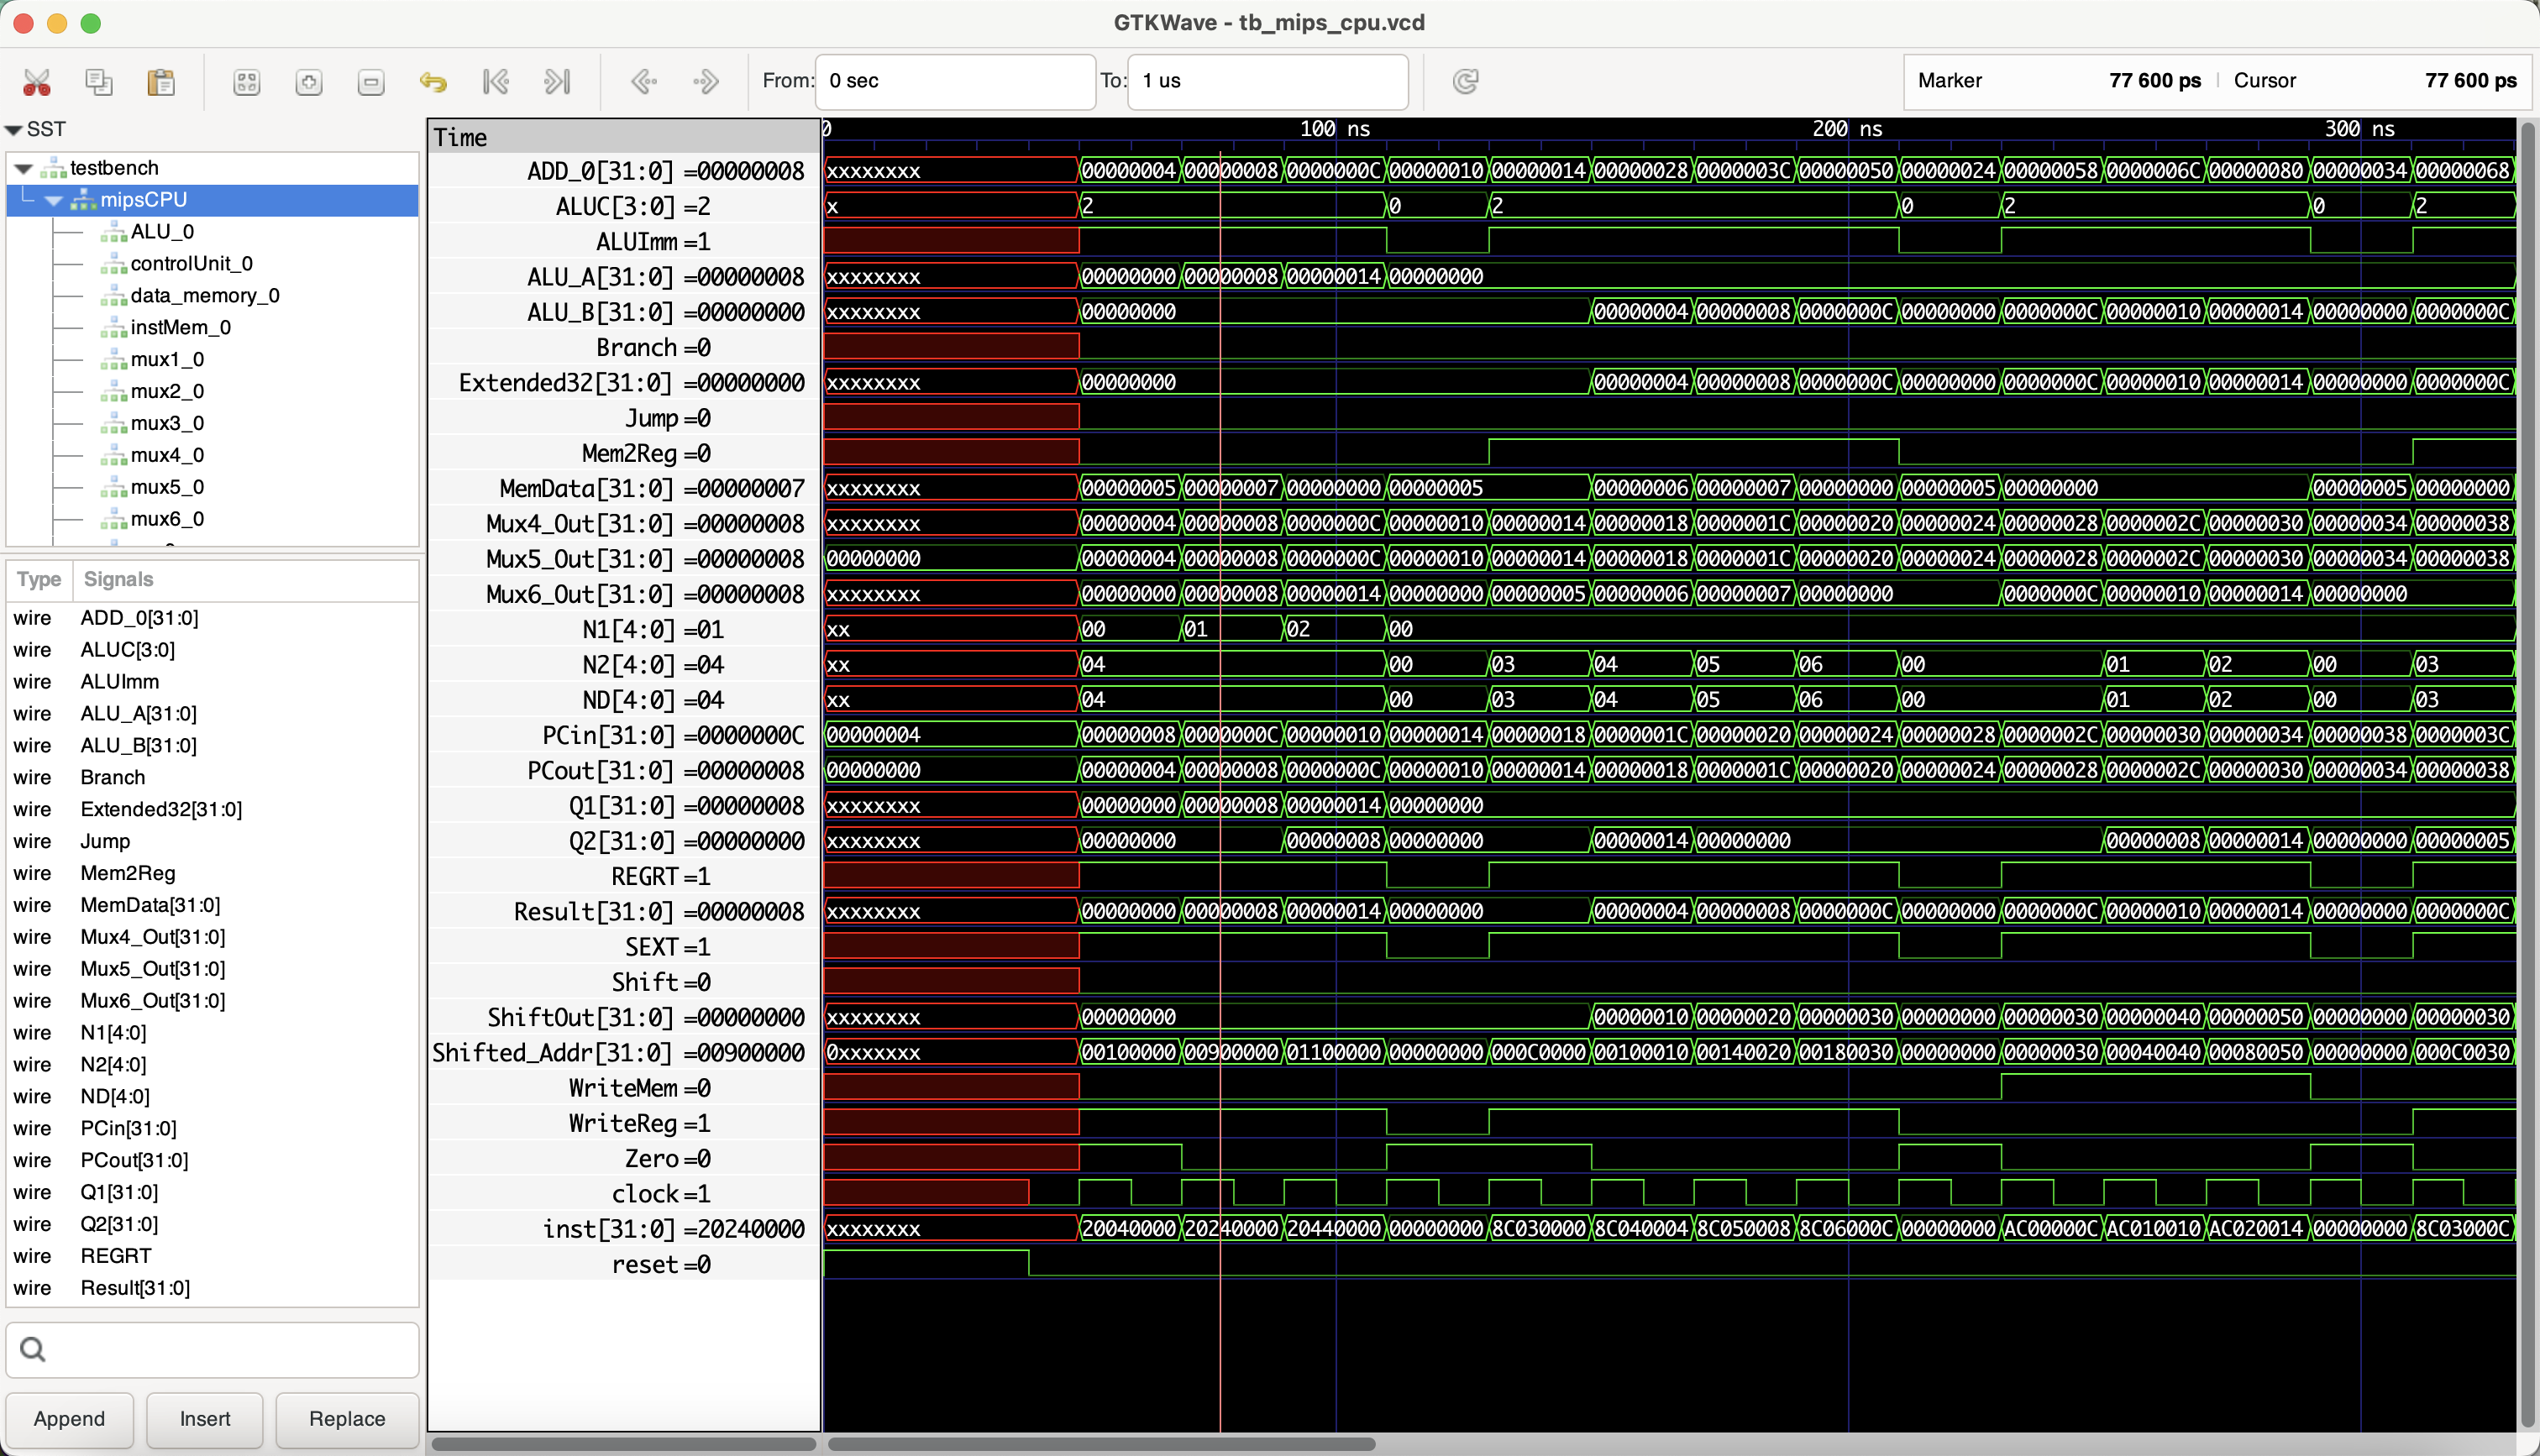 GTKWave - tb_mips_cpu.vcd
From: 0 sec To: 1 us Marker 77 600 ps | Cursor 77 600 ps
SST
testbench
mipsCPU
ALU_0
controlUnit_0
data_memory_0
instMem_0
mux1_0
mux2_0
mux3_0
mux4_0
mux5_0
mux6_0
Type Signals
wire ADD_0[31:0]
wire ALUC[3:0]
wire ALUImm
wire ALU_A[31:0]
wire ALU_B[31:0]
wire Branch
wire Extended32[31:0]
wire Jump
wire Mem2Reg
wire MemData[31:0]
wire Mux4_Out[31:0]
wire Mux5_Out[31:0]
wire Mux6_Out[31:0]
wire N1[4:0]
wire N2[4:0]
wire ND[4:0]
wire PCin[31:0]
wire PCout[31:0]
wire Q1[31:0]
wire Q2[31:0]
wire REGRT
wire Result[31:0]
Append Insert Replace
Time 0 100 ns 200 ns 300 ns
ADD_0[31:0] =00000008 xxxxxxxx 00000004 00000008 0000000C 00000010 00000014 00000028 0000003C 00000050 00000024 00000058 0000006C 00000080 00000034 00000068
ALUC[3:0] =2 x 2 0 2 0 2 0 2
ALUImm =1
ALU_A[31:0] =00000008 xxxxxxxx 00000000 00000008 00000014 00000000
ALU_B[31:0] =00000000 xxxxxxxx 00000000 00000004 00000008 0000000C 00000000 0000000C 00000010 00000014 00000000 0000000C
Branch =0
Extended32[31:0] =00000000 xxxxxxxx 00000000 00000004 00000008 0000000C 00000000 0000000C 00000010 00000014 00000000 0000000C
Jump =0
Mem2Reg =0
MemData[31:0] =00000007 xxxxxxxx 00000005 00000007 00000000 00000005 00000006 00000007 00000000 00000005 00000000 00000005 00000000
Mux4_Out[31:0] =00000008 xxxxxxxx 00000004 00000008 0000000C 00000010 00000014 00000018 0000001C 00000020 00000024 00000028 0000002C 00000030 00000034 00000038
Mux5_Out[31:0] =00000008 00000000 00000004 00000008 0000000C 00000010 00000014 00000018 0000001C 00000020 00000024 00000028 0000002C 00000030 00000034 00000038
Mux6_Out[31:0] =00000008 xxxxxxxx 00000000 00000008 00000014 00000000 00000005 00000006 00000007 00000000 0000000C 00000010 00000014 00000000
N1[4:0] =01 xx 00 01 02 00
N2[4:0] =04 xx 04 00 03 04 05 06 00 01 02 00 03
ND[4:0] =04 xx 04 00 03 04 05 06 00 01 02 00 03
PCin[31:0] =0000000C 00000004 00000008 0000000C 00000010 00000014 00000018 0000001C 00000020 00000024 00000028 0000002C 00000030 00000034 00000038 0000003C
PCout[31:0] =00000008 00000000 00000004 00000008 0000000C 00000010 00000014 00000018 0000001C 00000020 00000024 00000028 0000002C 00000030 00000034 00000038
Q1[31:0] =00000008 xxxxxxxx 00000000 00000008 00000014 00000000
Q2[31:0] =00000000 xxxxxxxx 00000000 00000008 00000000 00000014 00000000 00000008 00000014 00000000 00000005
REGRT =1
Result[31:0] =00000008 xxxxxxxx 00000000 00000008 00000014 00000000 00000004 00000008 0000000C 00000000 0000000C 00000010 00000014 00000000 0000000C
SEXT =1
Shift =0
ShiftOut[31:0] =00000000 xxxxxxxx 00000000 00000010 00000020 00000030 00000000 00000030 00000040 00000050 00000000 00000030
Shifted_Addr[31:0] =00900000 0xxxxxxx 00100000 00900000 01100000 00000000 000C0000 00100010 00140020 00180030 00000000 00000030 00040040 00080050 00000000 000C0030
WriteMem =0
WriteReg =1
Zero =0
clock =1
inst[31:0] =20240000 xxxxxxxx 20040000 20240000 20440000 00000000 8C030000 8C040004 8C050008 8C06000C 00000000 AC00000C AC010010 AC020014 00000000 8C03000C
reset =0